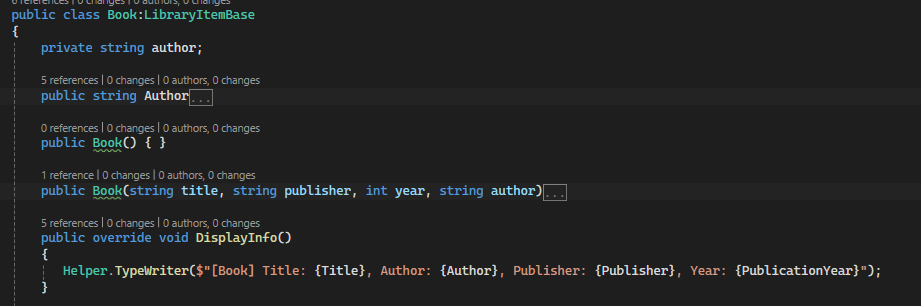 0 references | 0 changes | 0 authors, 0 changes
public class Book:LibraryItemBase
{
private string author;
5 references | 0 changes | 0 authors, 0 changes
public string Author...
0 references | 0 changes | 0 authors, 0 changes
public Book() { }
1 reference | 0 changes | 0 authors, 0 changes
public Book(string title, string publisher, int year, string author)...
5 references | 0 changes | 0 authors, 0 changes
public override void DisplayInfo()
{
Helper.TypeWriter($"[Book] Title: {Title}, Author: {Author}, Publisher: {Publisher}, Year: {PublicationYear}");
}